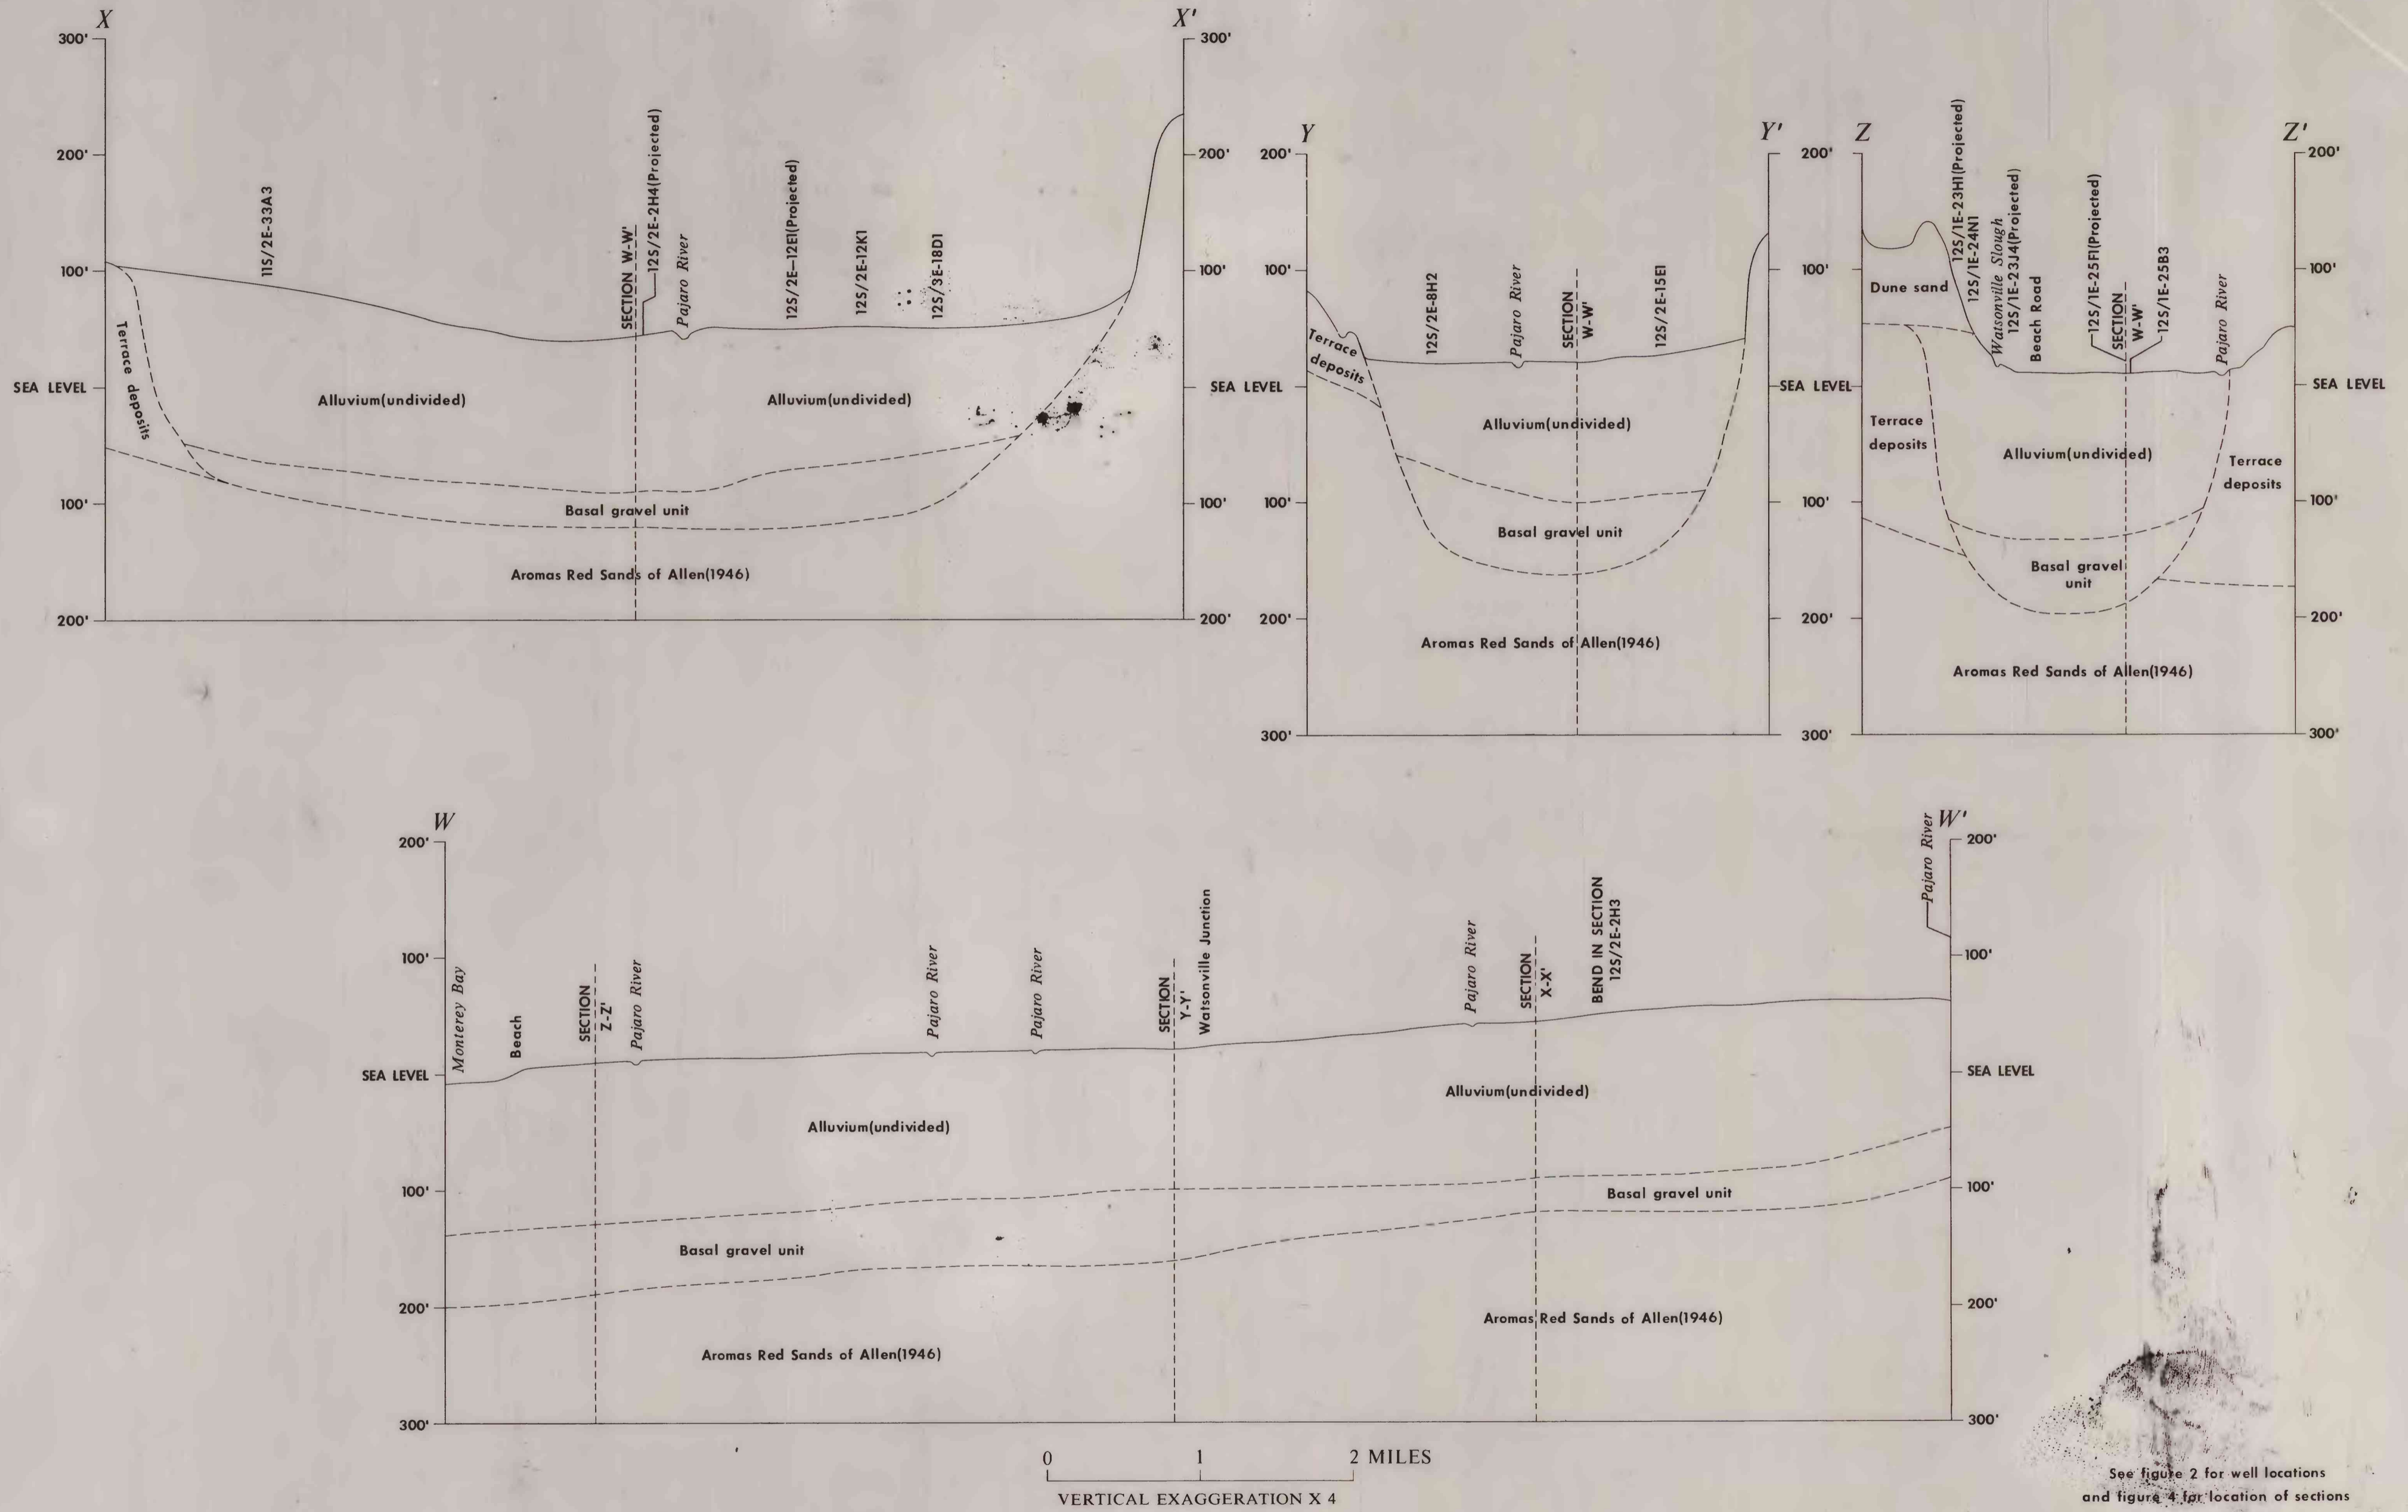 X
X'
300'
200'
100'
SEA LEVEL
100'
200'
300'
200'
100'
100'
200'
11S/2E-33A3
SECTION W-W'
12S/2E-2H4(Projected)
Pajaro River
12S/2E-12E1(Projected)
12S/2E-12K1
12S/3E-18D1
Terrace deposits
Alluvium(undivided)
Alluvium(undivided)
Basal gravel unit
Aromas Red Sands of Allen(1946)
Y
Y'
200'
100'
SEA LEVEL
100'
200'
300'
12S/2E-8H2
Pajaro River
SECTION
W-W'
12S/2E-15E1
Terrace
deposits
Alluvium(undivided)
Basal gravel unit
Aromas Red Sands of Allen(1946)
Z
Z'
200'
100'
SEA LEVEL
100'
200'
300'
200'
100'
SEA LEVEL
100'
200'
300'
12S/1E-23H1(Projected)
12S/1E-24N1
Watsonville Slough
12S/1E-23J4(Projected)
Beach Road
12S/1E-25F1(Projected)
SECTION
W-W'
12S/1E-25B3
Pajaro River
Dune sand
Terrace
deposits
Alluvium(undivided)
Terrace
deposits
Basal gravel
unit
Aromas Red Sands of Allen(1946)
W
W'
200'
100'
SEA LEVEL
100'
200'
300'
200'
100'
SEA LEVEL
100'
200'
300'
Monterey Bay
Beach
SECTION
Z-Z'
Pajaro River
Pajaro River
Pajaro River
SECTION
Y-Y'
Watsonville Junction
Pajaro River
SECTION
X-X'
BEND IN SECTION
12S/2E-2H3
Pajaro River
Alluvium(undivided)
Alluvium(undivided)
Basal gravel unit
Basal gravel unit
Aromas Red Sands of Allen(1946)
Aromas Red Sands of Allen(1946)
0 1 2 MILES
VERTICAL EXAGGERATION X 4
See figure 2 for well locations
and figure 4 for location of sections